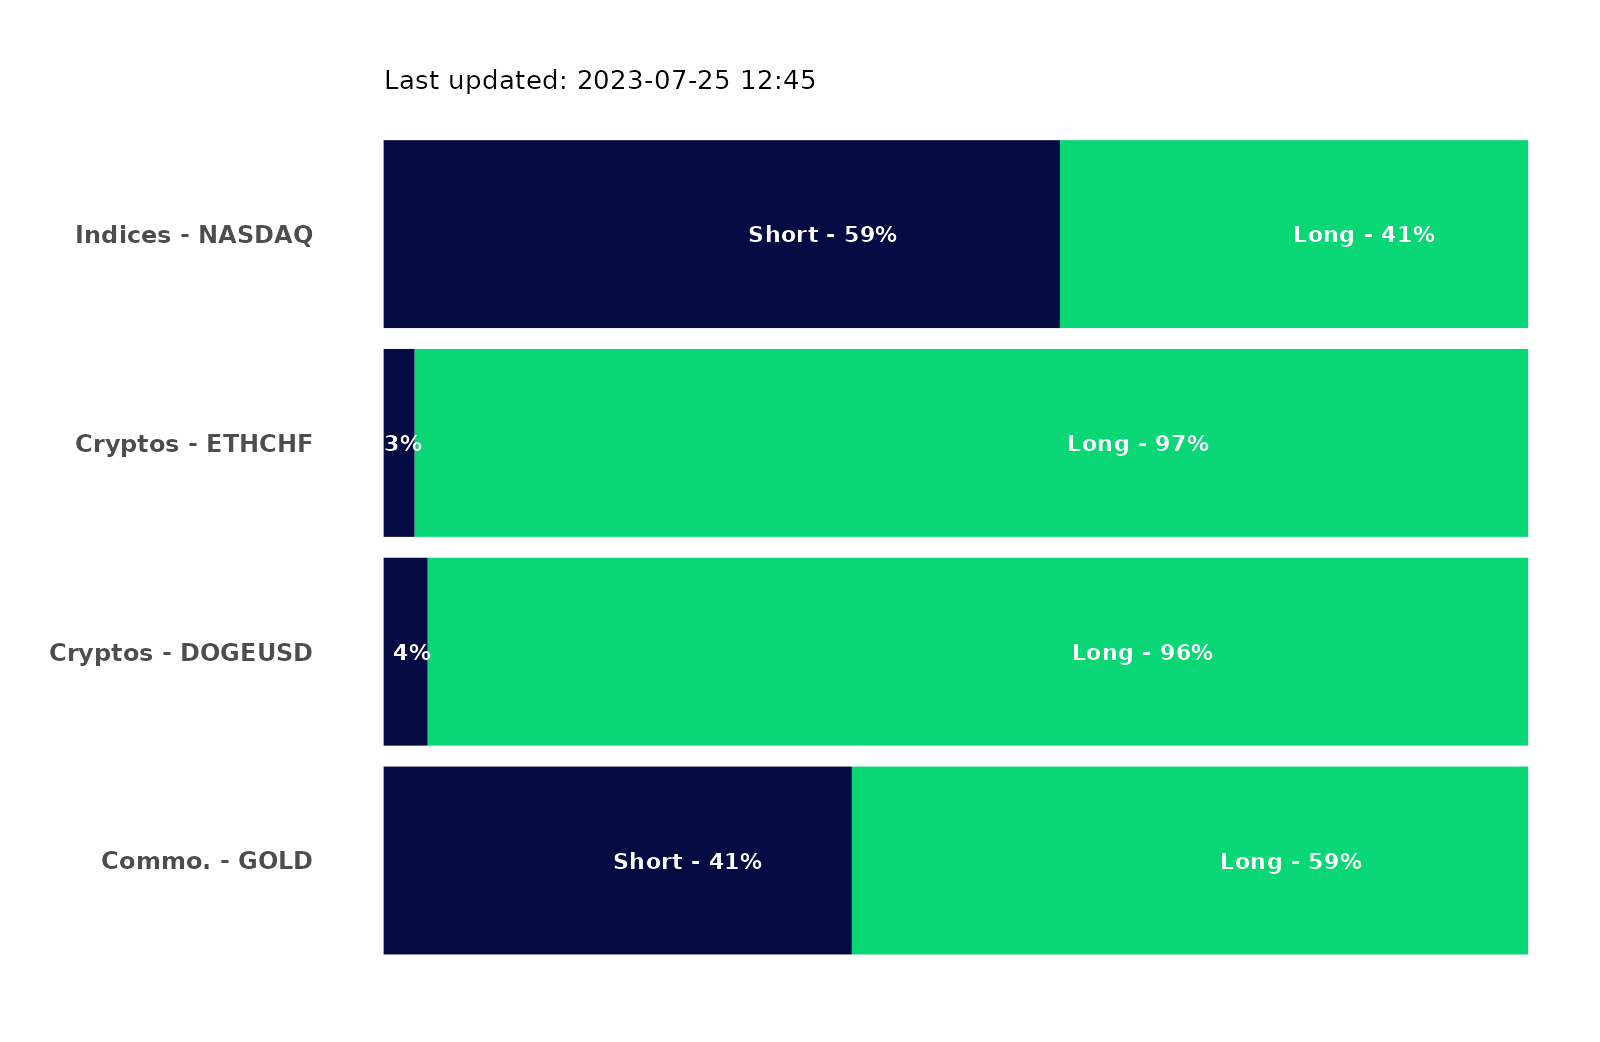 Last updated: 2023-07-25 12:45
Indices - NASDAQ Short - 59% Long - 41%
Cryptos - ETHCHF 3% Long - 97%
Cryptos - DOGEUSD 4% Long - 96%
Commo. - GOLD Short - 41% Long - 59%